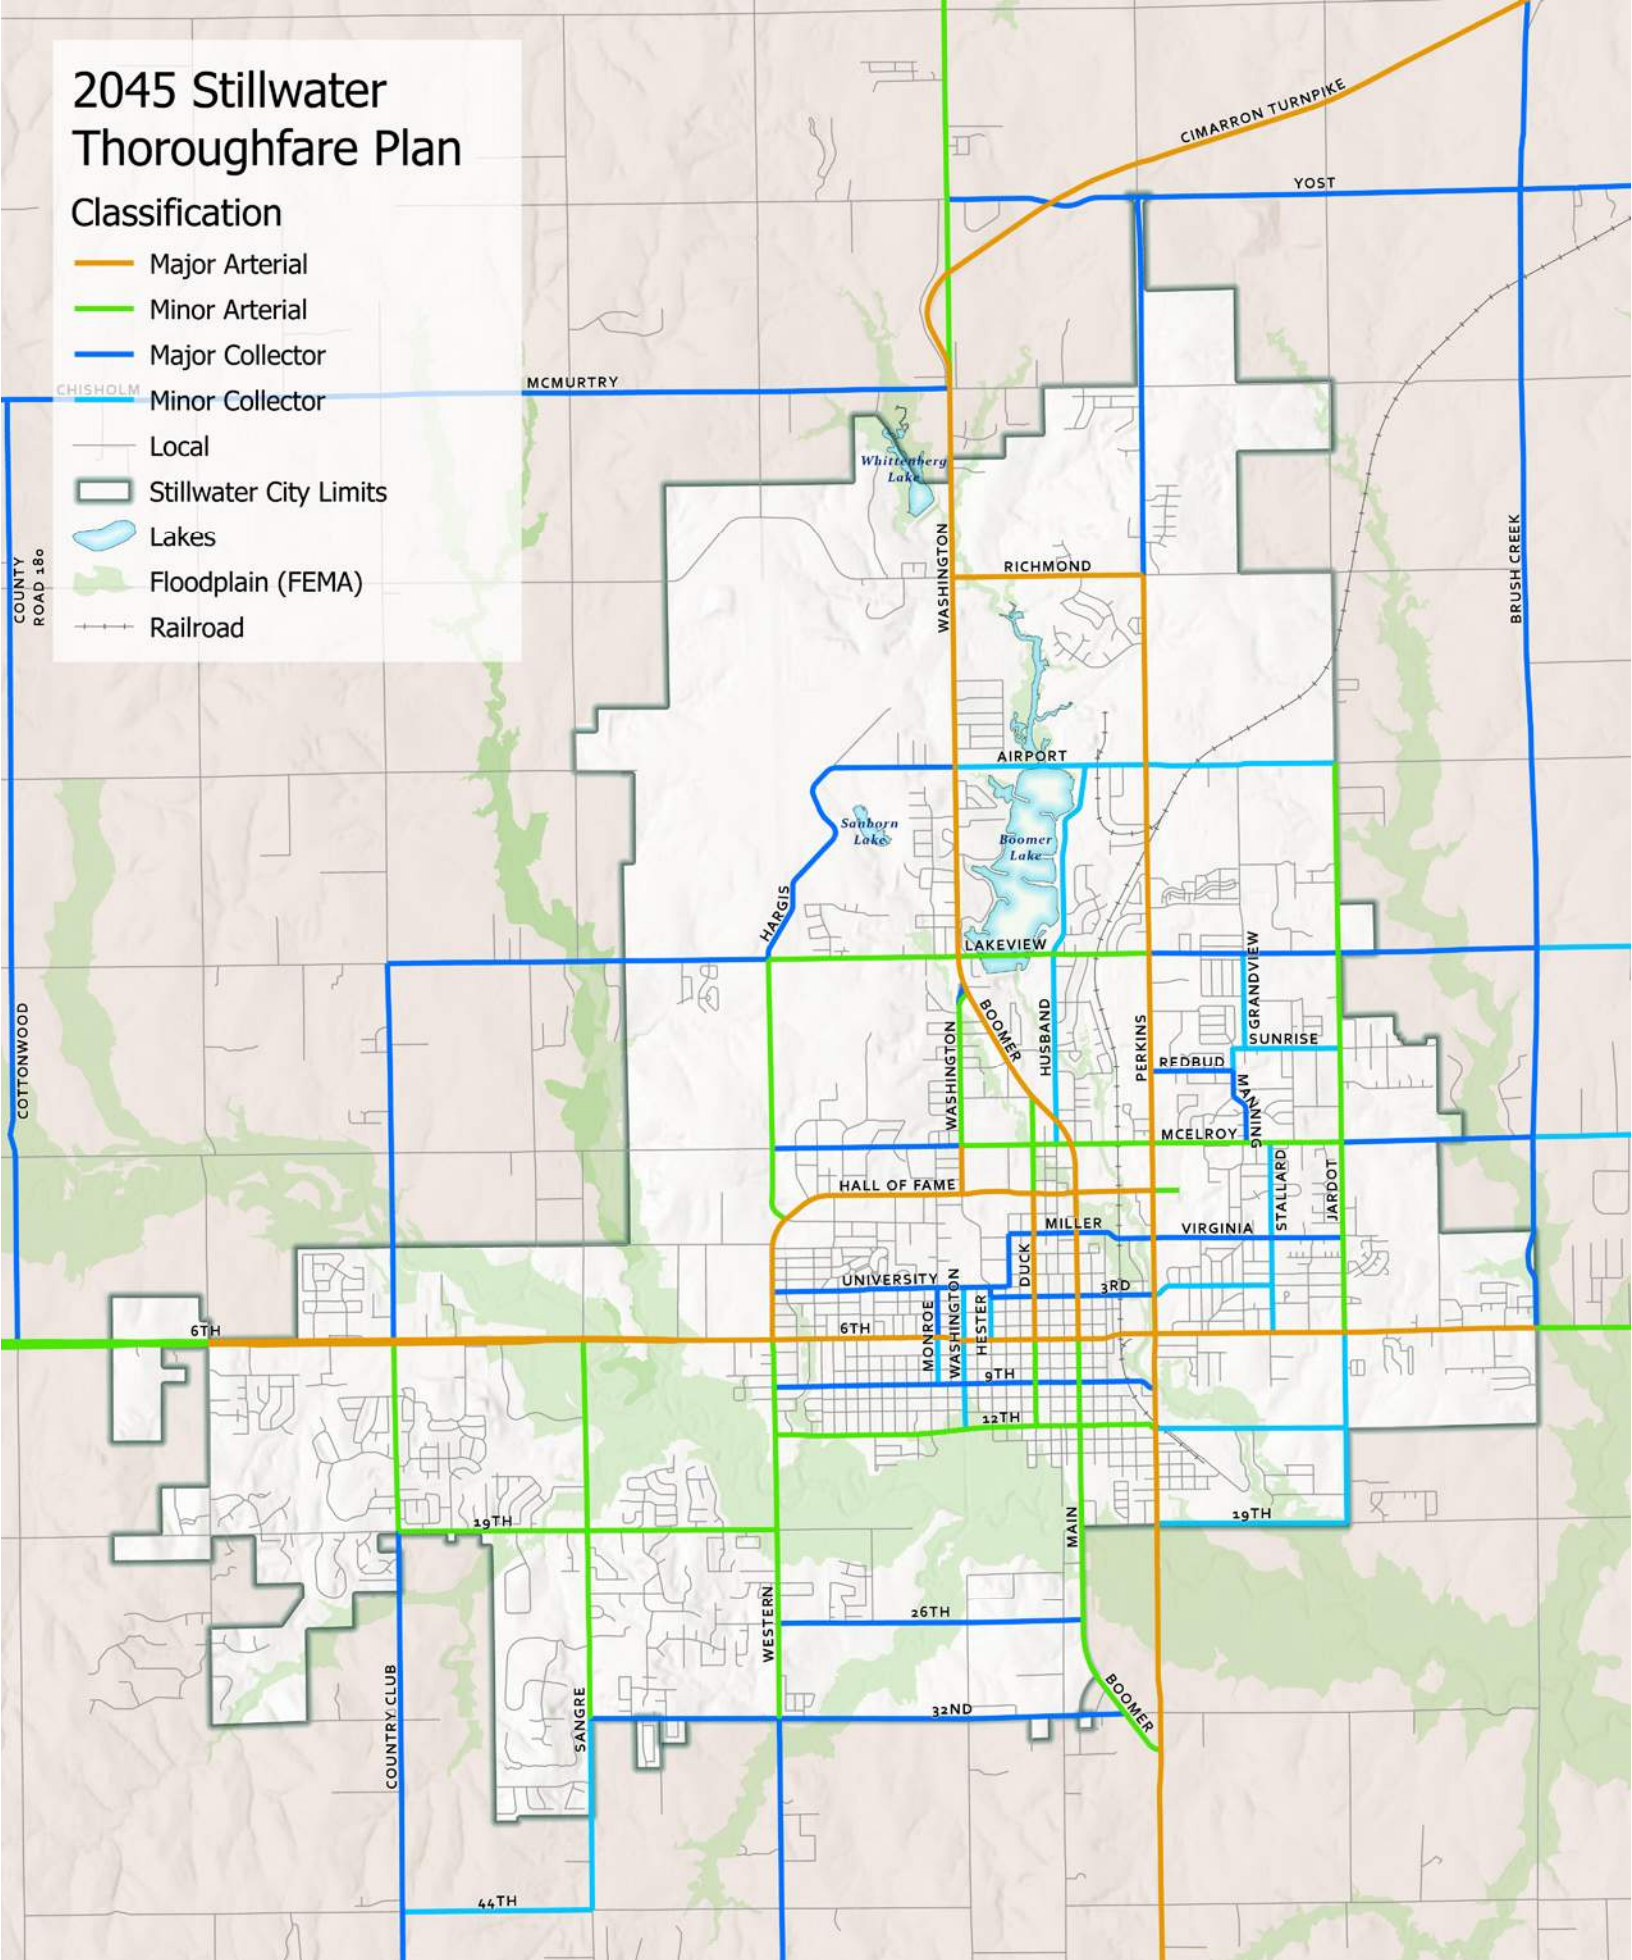 2045 Stillwater
Thoroughfare Plan
Classification
Major Arterial
Minor Arterial
Major Collector
Minor Collector
Local
Stillwater City Limits
Lakes
Floodplain (FEMA)
Railroad
CIMARRON TURNPIKE
YOST
CHISHOLM
MCMURTRY
Whittenberg
Lake
COUNTY
ROAD 180
WASHINGTON
RICHMOND
BRUSH CREEK
AIRPORT
Sanborn
Lake
Boomer
Lake
HARGIS
LAKEVIEW
GRANDVIEW
COTTONWOOD
WASHINGTON
BOOMER
HUSBAND
PERKINS
SUNRISE
REDBUD
MANNING
MCELROY
HALL OF FAME
STALLARD
JARDOT
MILLER
VIRGINIA
DUCK
UNIVERSITY
3RD
MONROE
WASHINGTON
HESTER
6TH
6TH
9TH
12TH
19TH
MAIN
19TH
WESTERN
26TH
COUNTRY CLUB
SANGRE
32ND
BOOMER
44TH